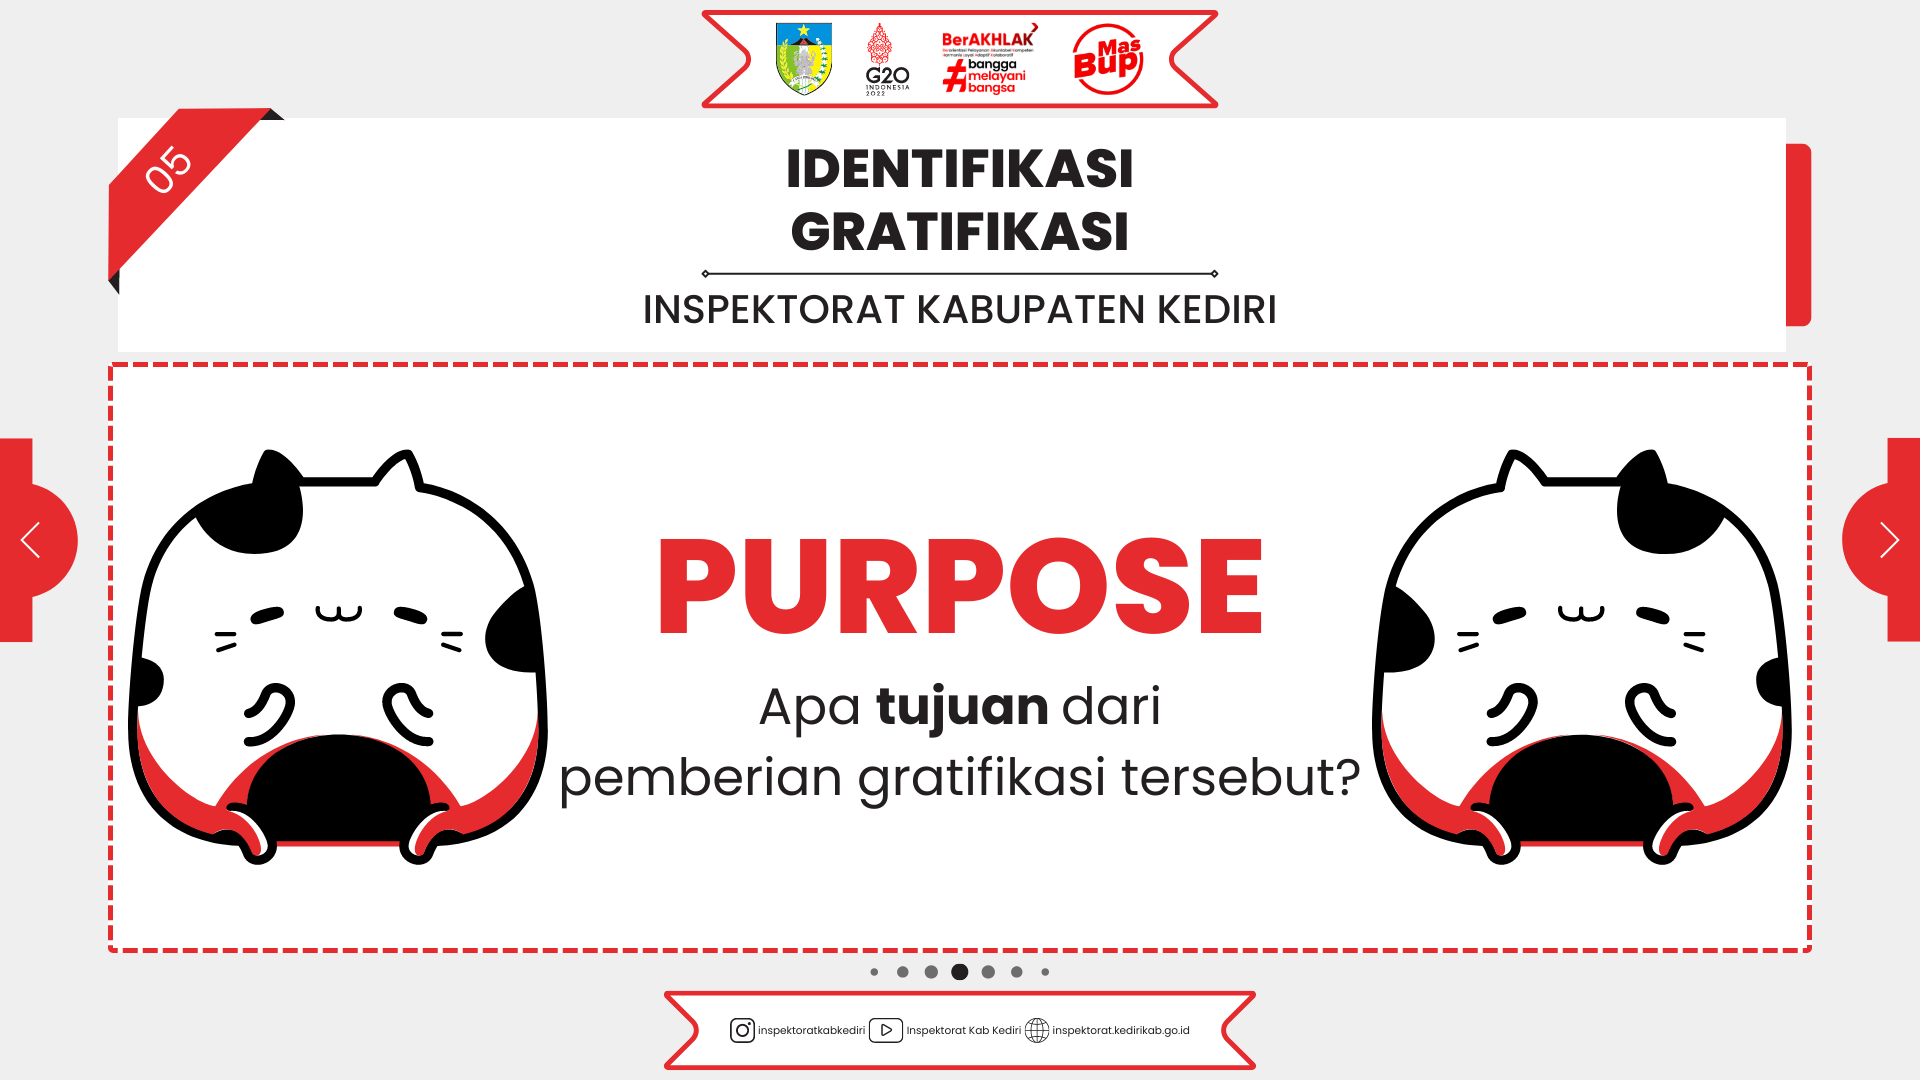 G20
INDONESIA
2022
BerAKHLAK
#bangga
melayani
bangsa
Mas
Bup
05
IDENTIFIKASI
GRATIFIKASI
INSPEKTORAT KABUPATEN KEDIRI
PURPOSE
Apa tujuan dari
pemberian gratifikasi tersebut?
inspektoratkabkediri Inspektorat Kab Kediri inspektorat.kedirikab.go.id